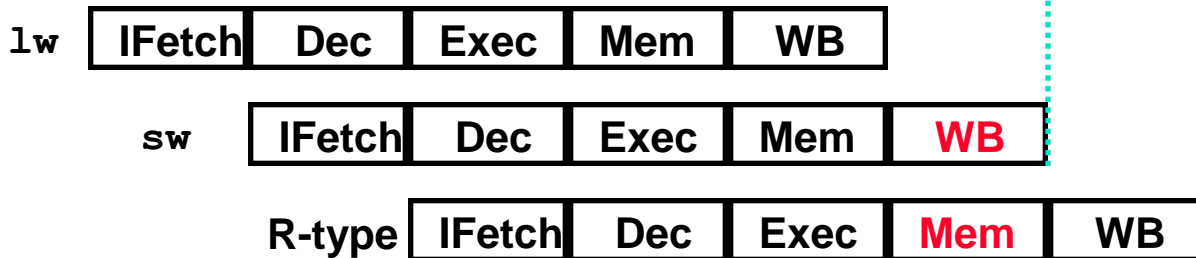 lw IFetch Dec Exec Mem WB
sw IFetch Dec Exec Mem WB
R-type IFetch Dec Exec Mem WB